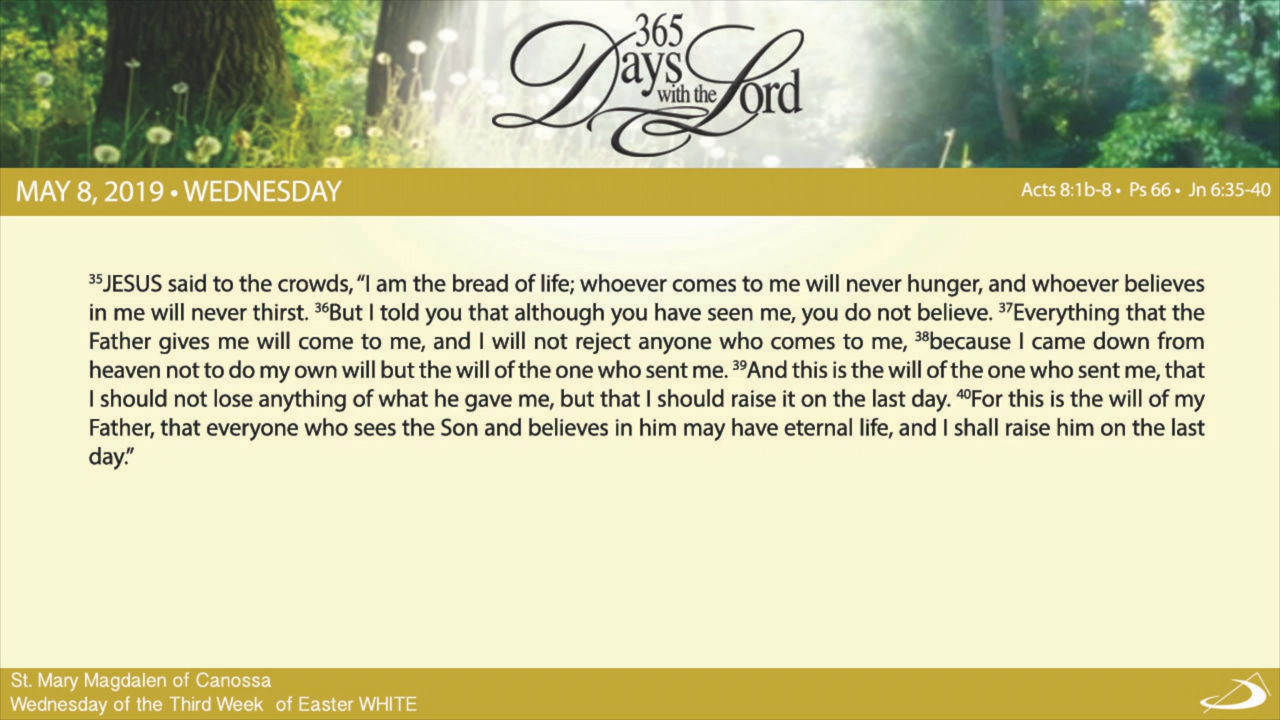 365
Days
with the Lord
MAY 8, 2019 • WEDNESDAY
Acts 8:1b-8 • Ps 66 • Jn 6:35-40
³⁵JESUS said to the crowds, “I am the bread of life; whoever comes to me will never hunger, and whoever believes
in me will never thirst. ³⁶But I told you that although you have seen me, you do not believe. ³⁷Everything that the
Father gives me will come to me, and I will not reject anyone who comes to me, ³⁸because I came down from
heaven not to do my own will but the will of the one who sent me. ³⁹And this is the will of the one who sent me, that
I should not lose anything of what he gave me, but that I should raise it on the last day. ⁴⁰For this is the will of my
Father, that everyone who sees the Son and believes in him may have eternal life, and I shall raise him on the last
day.”
St. Mary Magdalen of Canossa
Wednesday of the Third Week of Easter WHITE